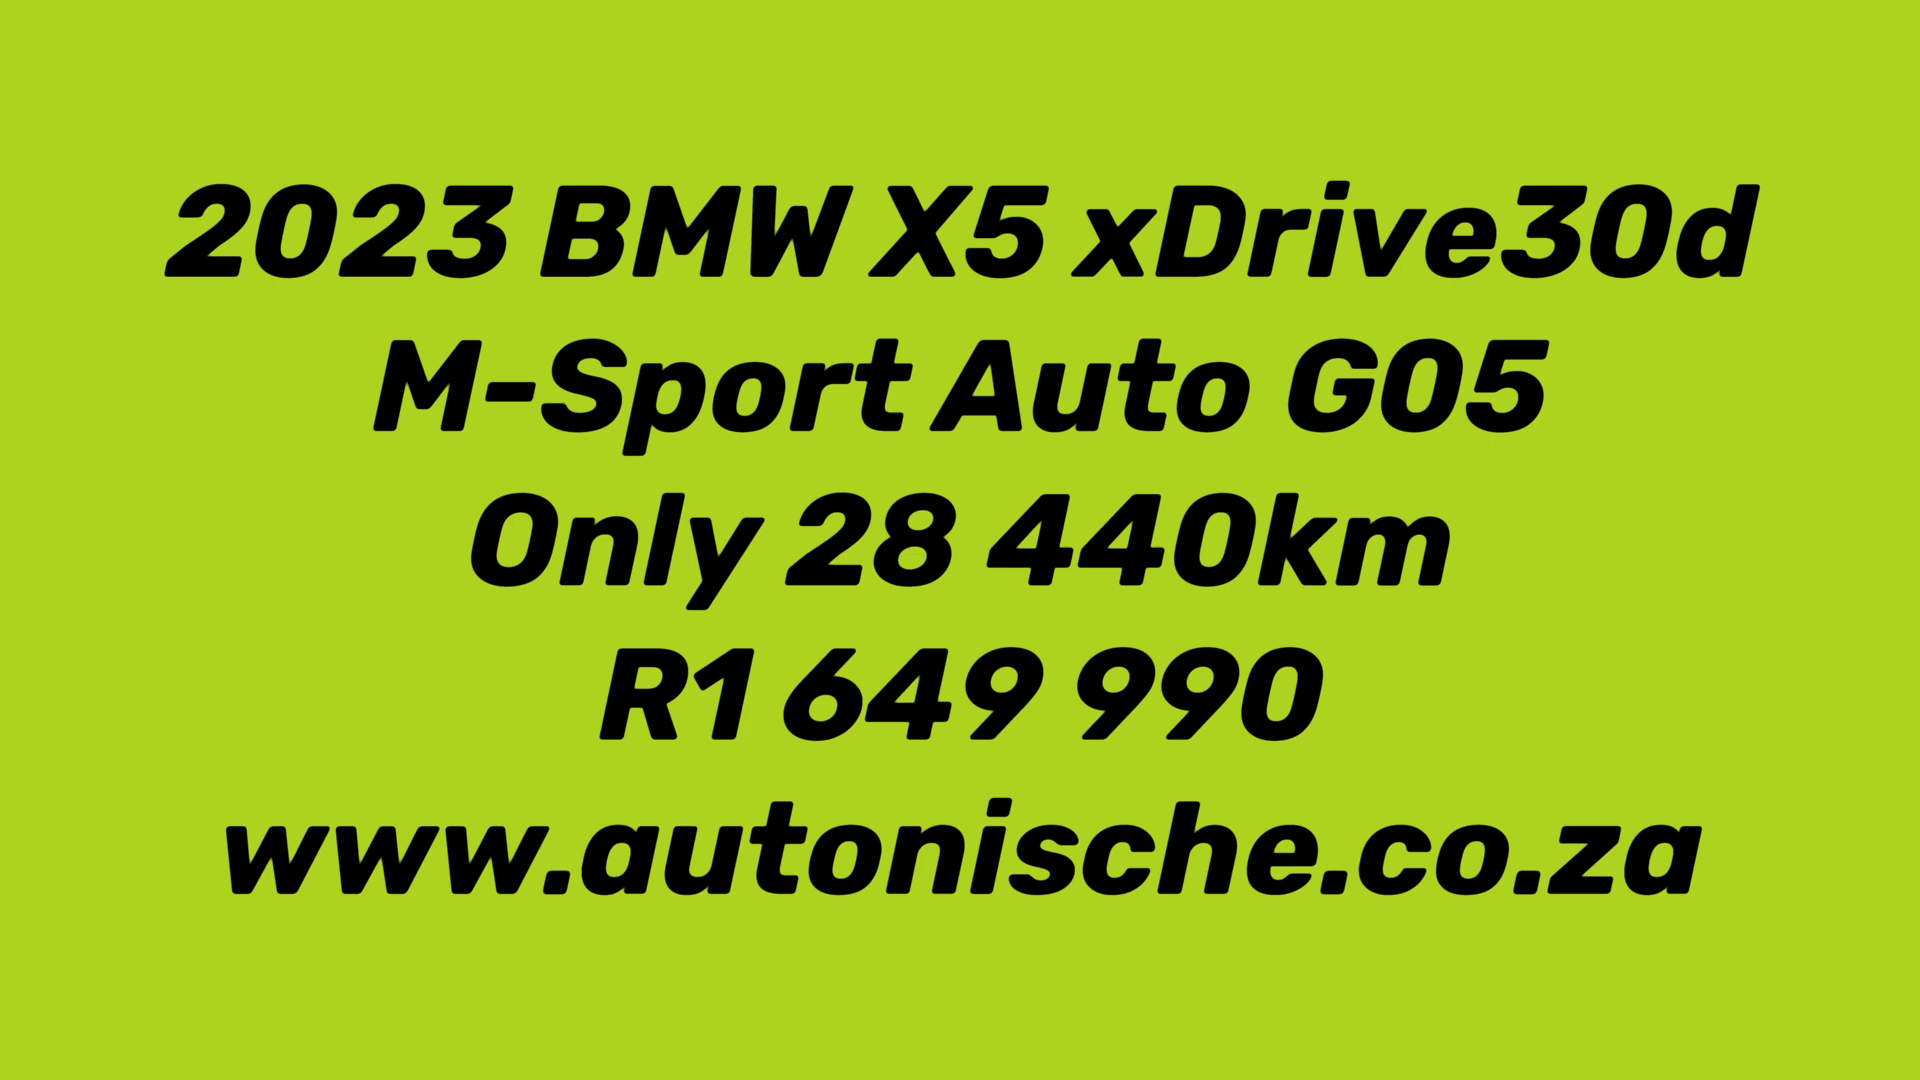 2023 BMW X5 xDrive30d
M-Sport Auto G05
Only 28 440km
R1 649 990
www.autonische.co.za